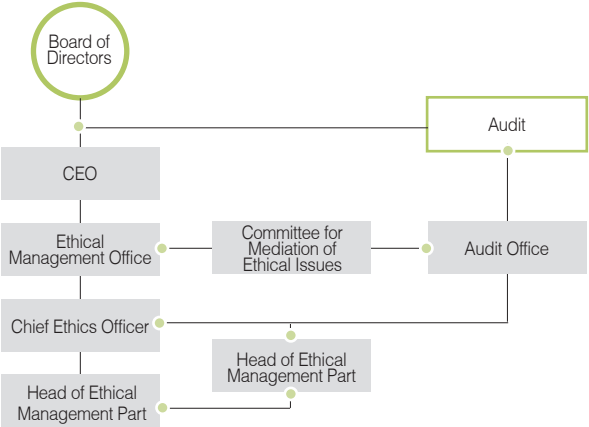 Board of
Directors
Audit
CEO
Ethical
Management Office
Committee for
Mediation of
Ethical Issues
Audit Office
Chief Ethics Officer
Head of Ethical
Management Part
Head of Ethical
Management Part